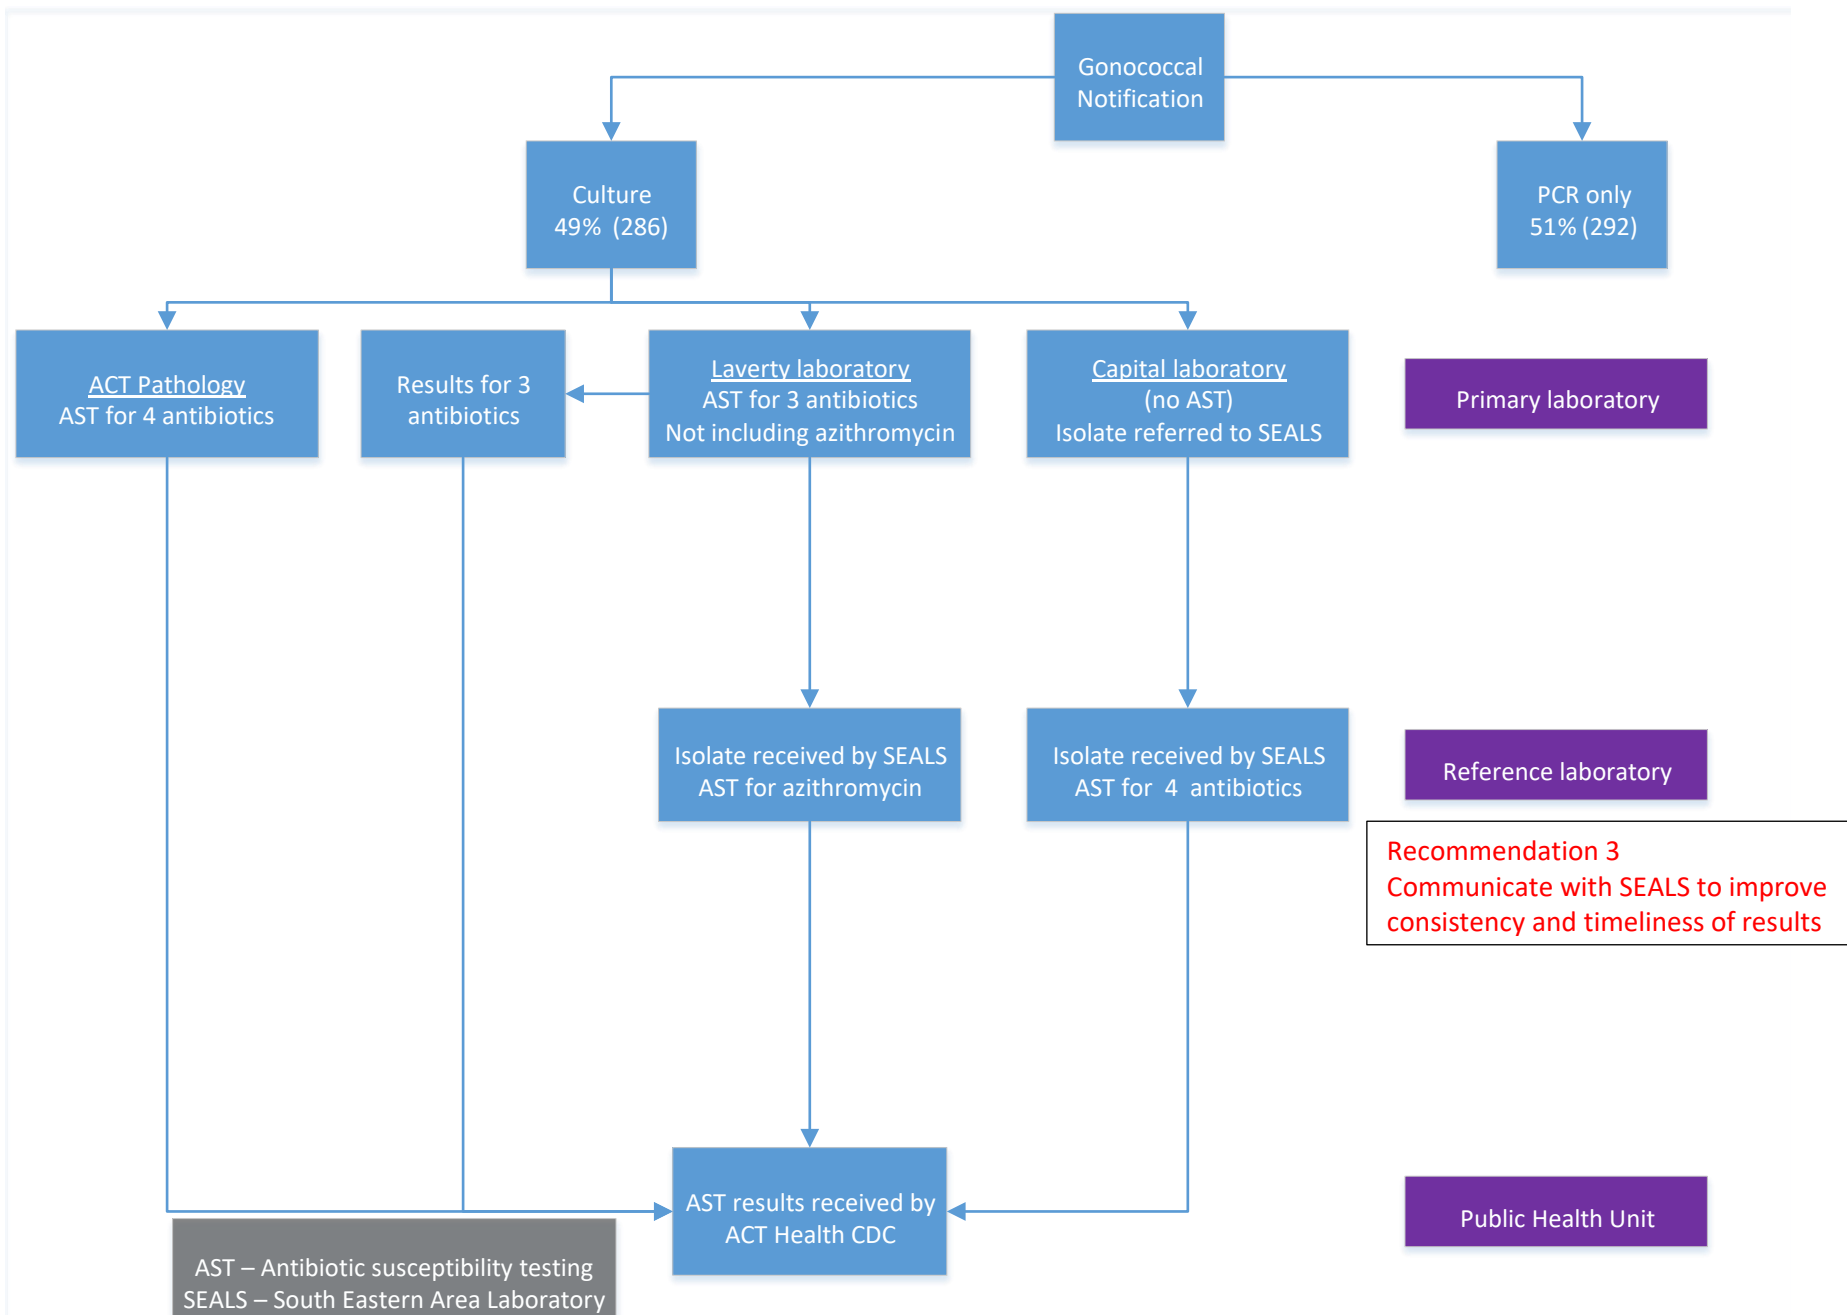 Gonococcal
Notification
Culture
49% (286)
PCR only
51% (292)
ACT Pathology
AST for 4 antibiotics
Results for 3
antibiotics
Laverty laboratory
AST for 3 antibiotics
Not including azithromycin
Capital laboratory
(no AST)
Isolate referred to SEALS
Primary laboratory
Isolate received by SEALS
AST for azithromycin
Isolate received by SEALS
AST for 4 antibiotics
Reference laboratory
Recommendation 3
Communicate with SEALS to improve
consistency and timeliness of results
AST results received by
ACT Health CDC
Public Health Unit
AST – Antibiotic susceptibility testing
SEALS – South Eastern Area Laboratory